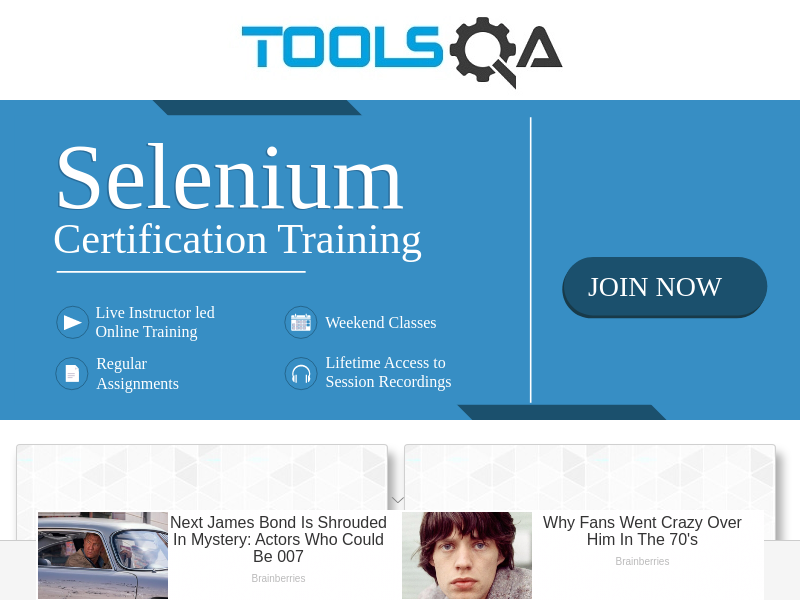 TOOLSQA
Selenium
Certification Training
Live Instructor led
Online Training
Weekend Classes
Regular
Assignments
Lifetime Access to
Session Recordings
JOIN NOW
Next James Bond Is Shrouded
In Mystery: Actors Who Could
Be 007
Brainberries
Why Fans Went Crazy Over
Him In The 70's
Brainberries